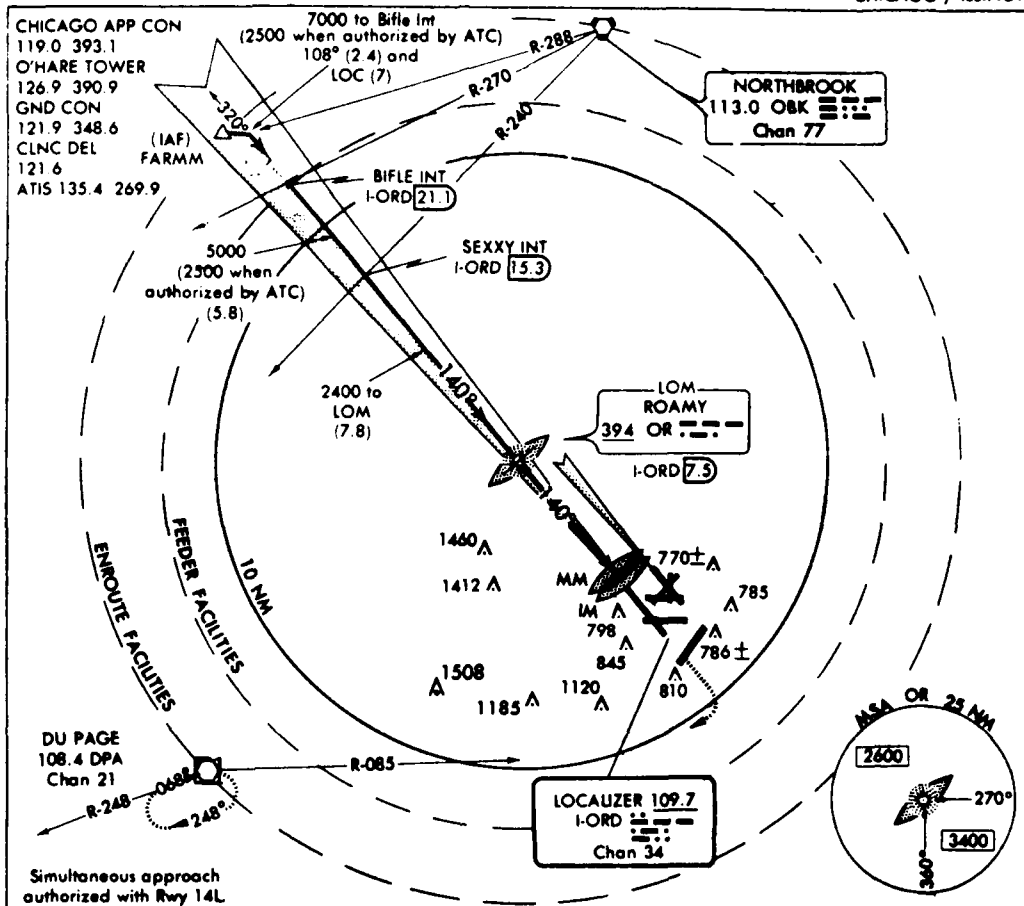 CHICAGO APP CON
119.0 393.1
O'HARE TOWER
126.9 390.9
GND CON
121.9 348.6
CLNC DEL
121.6
ATIS 135.4 269.9
7000 to Bifle Int
(2500 when authorized by ATC)
108° (2.4) and
LOC (7)
320°
(IAF)
FARMM
R-288
R-270
R-240
NORTHBROOK
113.0 OBK
Chan 77
BIFLE INT
I-ORD 21.1
5000
(2500 when
authorized by ATC)
(5.8)
SEXXY INT
I-ORD 15.3
2400 to
LOM
(7.8)
140°
LOM
ROAMY
394 OR
I-ORD 7.5
140°
ENROUTE FACILITIES
FEEDER FACILITIES
10 NM
1460
1412
MM
IM
770±
785
798
786±
845
810
1508
1185
1120
DU PAGE
108.4 DPA
Chan 21
R-085
R-248
068°
248°
LOCALIZER 109.7
I-ORD
Chan 34
MSA OR 25 NM
2600
270°
3400
360°
Simultaneous approach
authorized with Rwy 14L